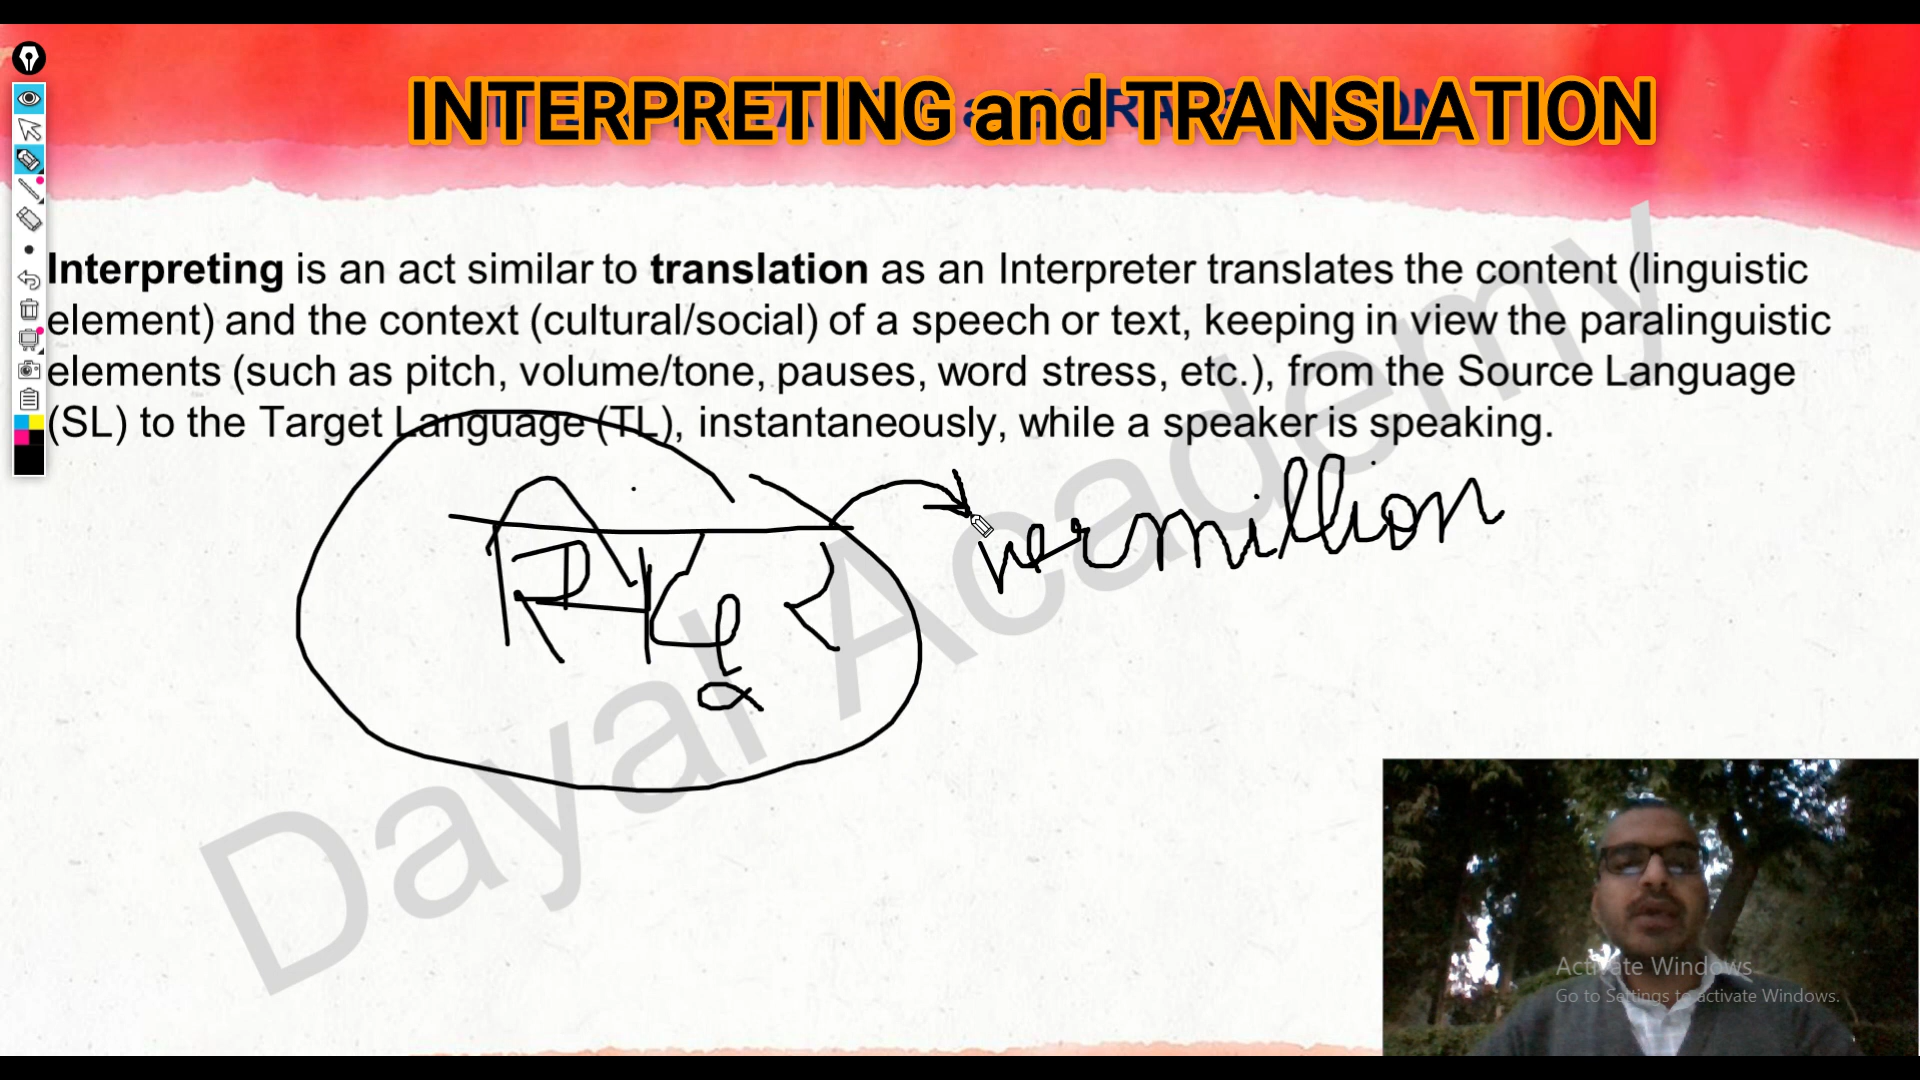 INTERPRETING and TRANSLATION
Interpreting is an act similar to translation as an Interpreter translates the content (linguistic
element) and the context (cultural/social) of a speech or text, keeping in view the paralinguistic
elements (such as pitch, volume/tone, pauses, word stress, etc.), from the Source Language
(SL) to the Target Language (TL), instantaneously, while a speaker is speaking.
सिन्दूर
vermillion
Dayal Academy
Activate Windows
Go to Settings to activate Windows.